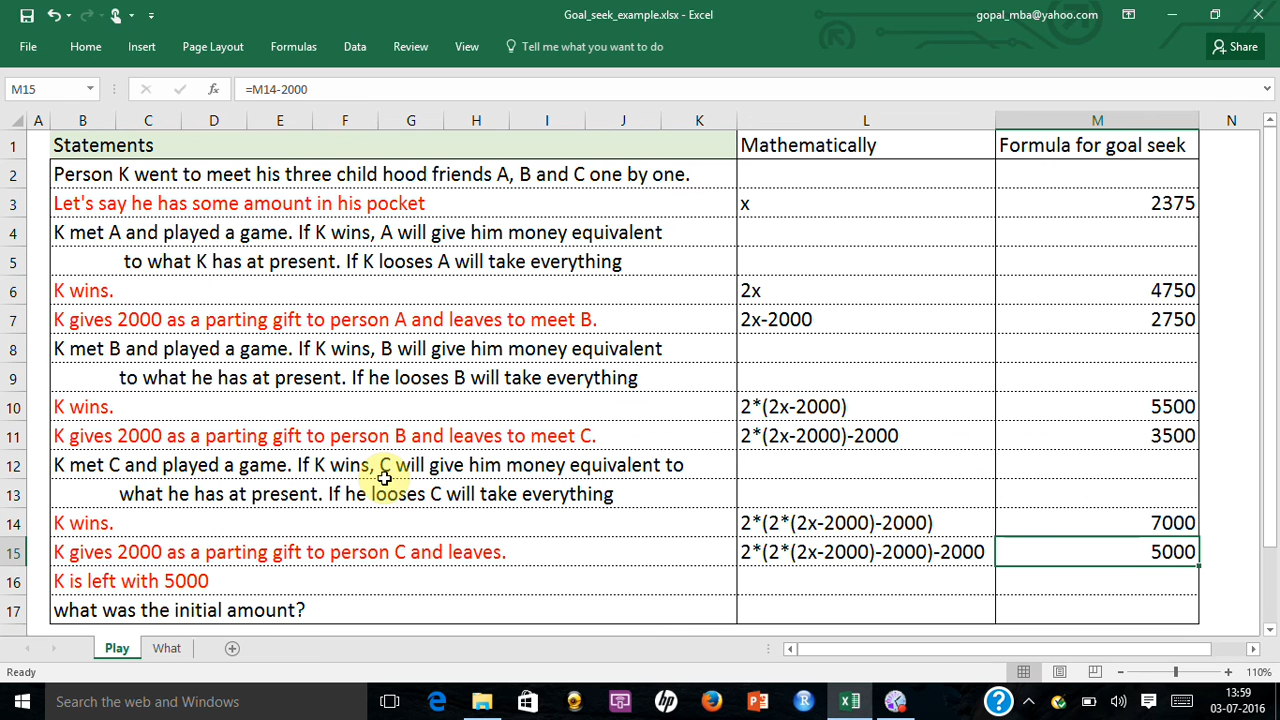 Goal_seek_example.xlsx - Excel
gopal_mba@yahoo.com
File Home Insert Page Layout Formulas Data Review View Tell me what you want to do Share
M15 fx =M14-2000
A B C D E F G H I J K L M N
1 Statements Mathematically Formula for goal seek
2 Person K went to meet his three child hood friends A, B and C one by one.
3 Let's say he has some amount in his pocket x 2375
4 K met A and played a game. If K wins, A will give him money equivalent
5 to what K has at present. If K looses A will take everything
6 K wins. 2x 4750
7 K gives 2000 as a parting gift to person A and leaves to meet B. 2x-2000 2750
8 K met B and played a game. If K wins, B will give him money equivalent
9 to what he has at present. If he looses B will take everything
10 K wins. 2*(2x-2000) 5500
11 K gives 2000 as a parting gift to person B and leaves to meet C. 2*(2x-2000)-2000 3500
12 K met C and played a game. If K wins, C will give him money equivalent to
13 what he has at present. If he looses C will take everything
14 K wins. 2*(2*(2x-2000)-2000) 7000
15 K gives 2000 as a parting gift to person C and leaves. 2*(2*(2x-2000)-2000)-2000 5000
16 K is left with 5000
17 what was the initial amount?
Play What
Ready 110%
Search the web and Windows
13:59
03-07-2016